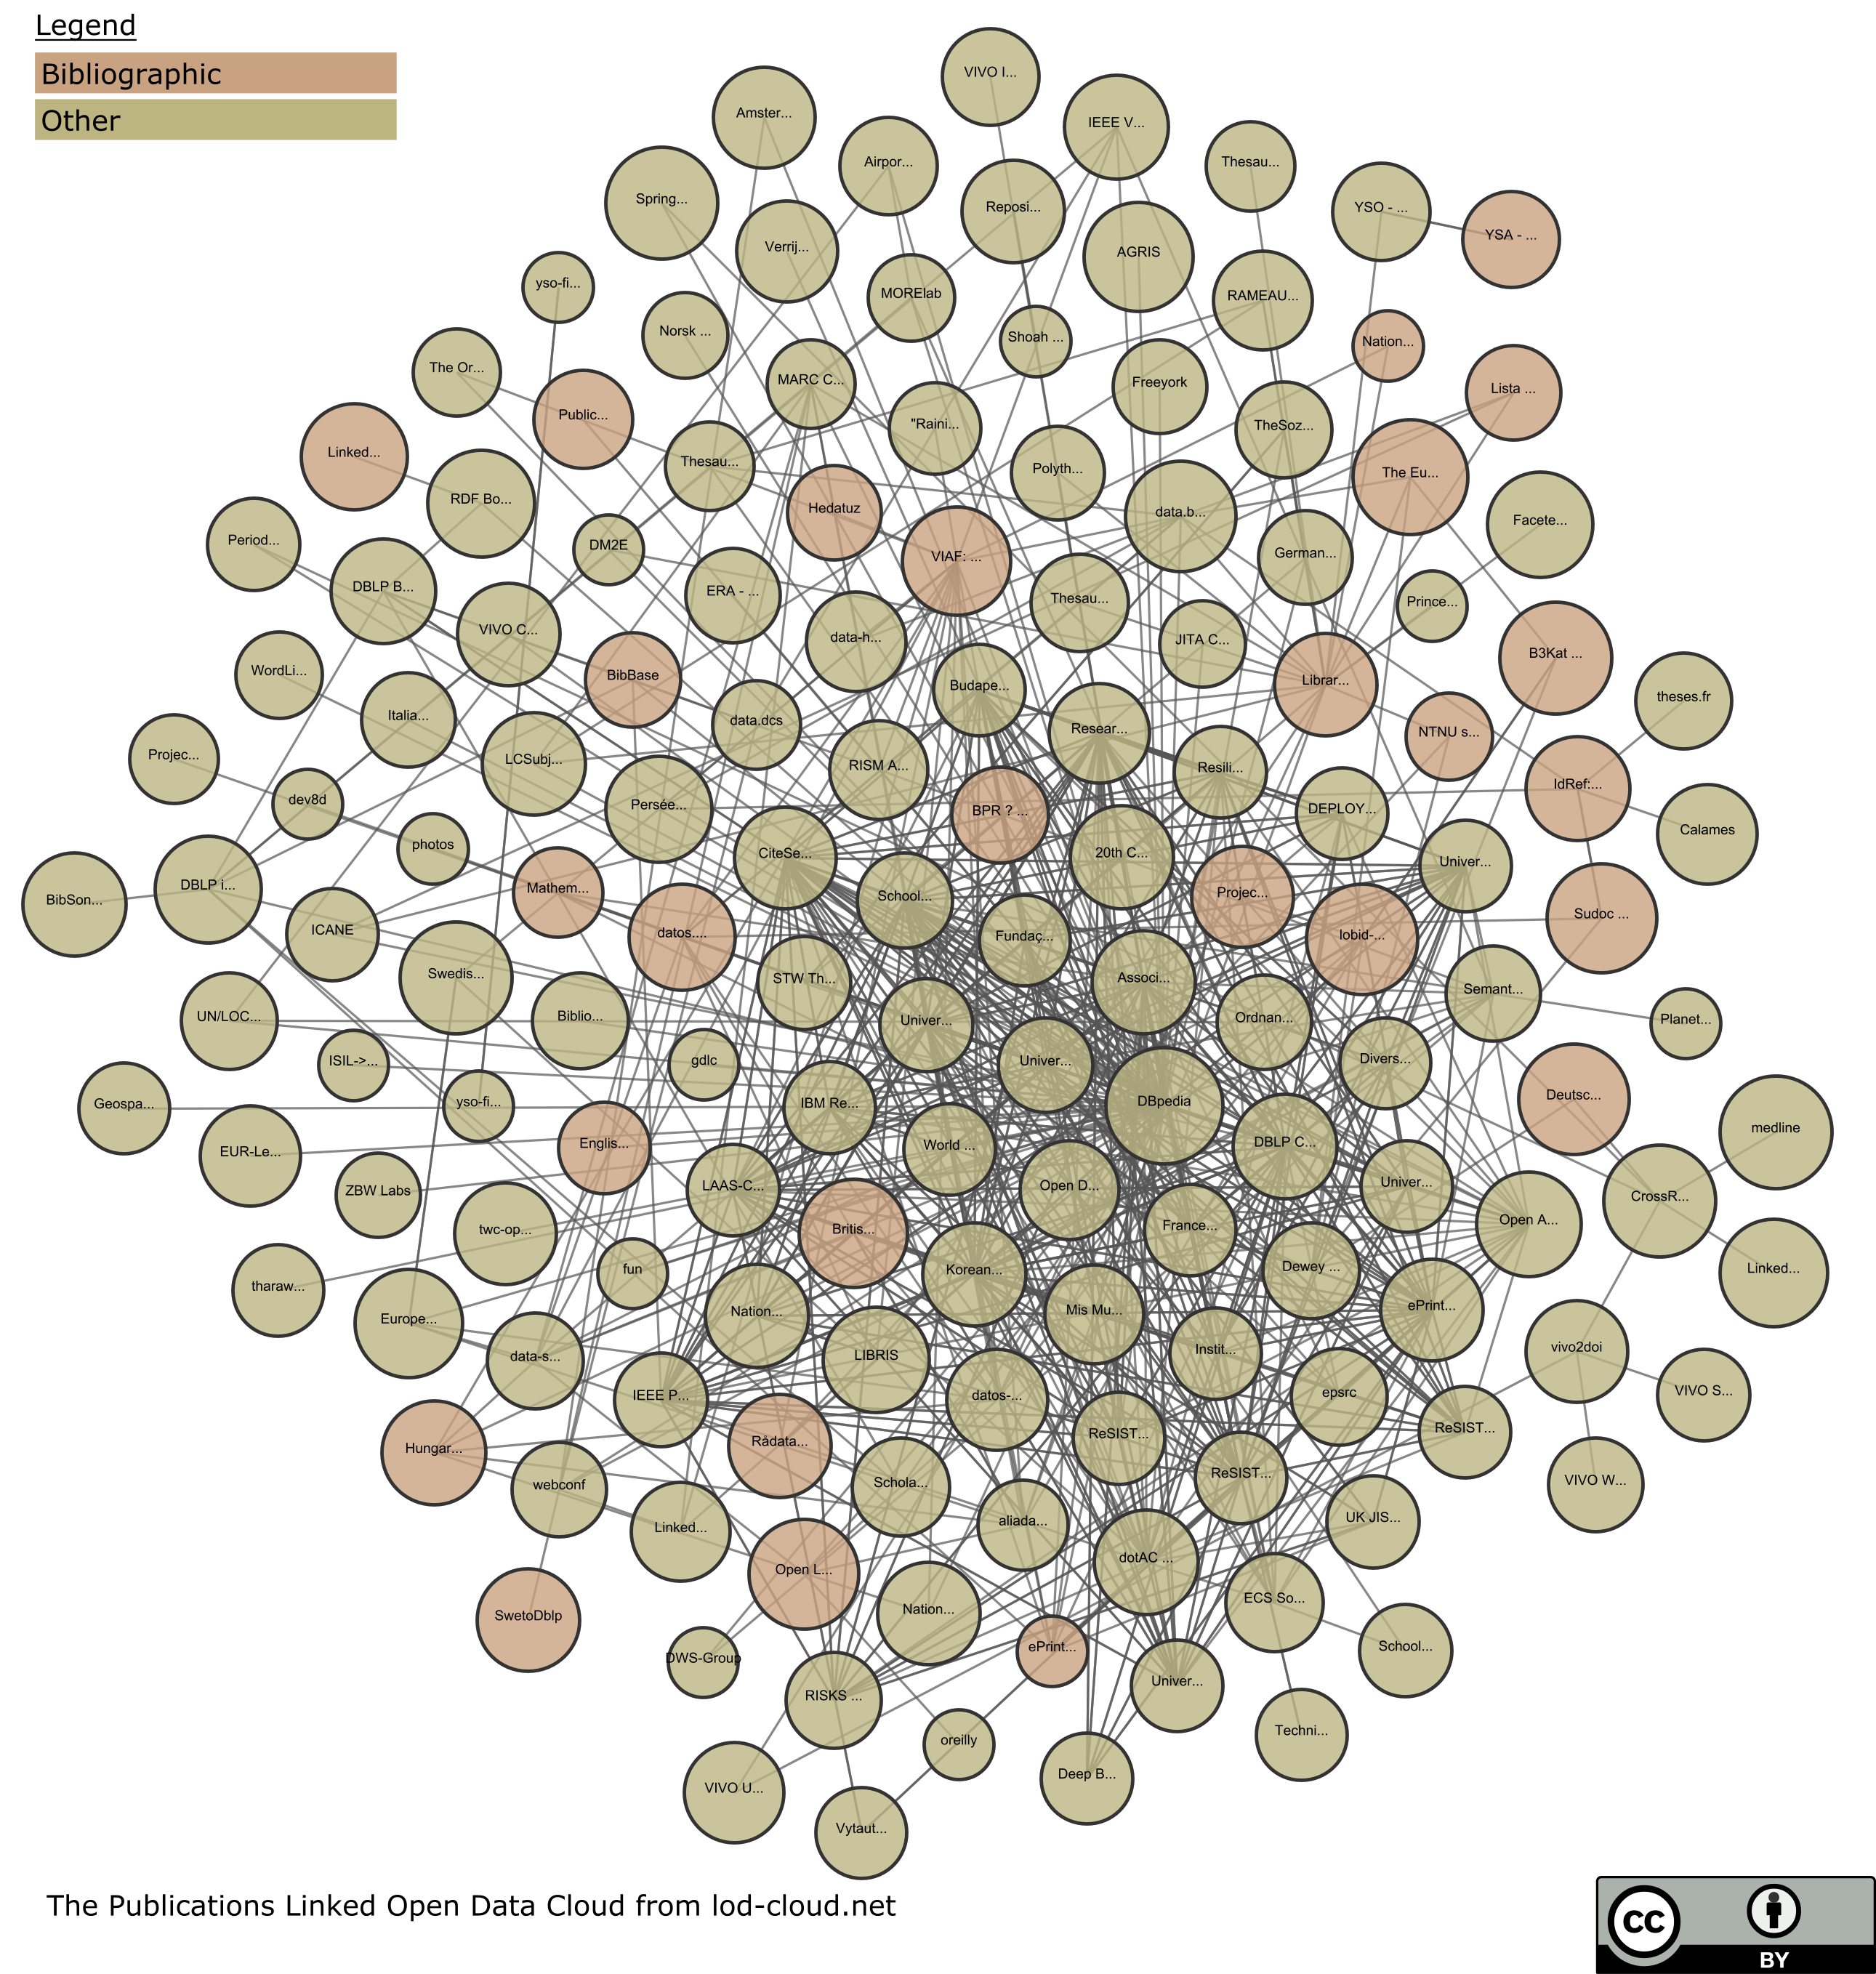 Legend
Bibliographic
Other
VIVO I...
Amster...
IEEE V...
Airpor...
Thesau...
Spring...
Reposi...
YSO - ...
YSA - ...
Verrij...
AGRIS
yso-fi...
MORElab
RAMEAU...
Norsk ...
Shoah ...
Nation...
The Or...
MARC C...
Freeyork
Lista ...
Public...
"Raini...
TheSoz...
Linked...
Thesau...
Polyth...
The Eu...
RDF Bo...
Hedatuz
data.b...
Facete...
Period...
DM2E
VIAF: ...
German...
DBLP B...
ERA - ...
Thesau...
Prince...
VIVO C...
data-h...
JITA C...
B3Kat ...
WordLi...
BibBase
Budape...
Librar...
theses.fr
Italia...
data.dcs
Resear...
NTNU s...
Projec...
LCSubj...
RISM A...
Resili...
IdRef:...
dev8d
Persée...
BPR ? ...
DEPLOY...
Calames
photos
CiteSe...
20th C...
Univer...
BibSon...
DBLP i...
Mathem...
School...
Projec...
Sudoc ...
ICANE
datos....
Fundaç...
lobid-...
Swedis...
STW Th...
Associ...
Semant...
UN/LOC...
Biblio...
Univer...
Ordnan...
Planet...
ISIL->...
gdlc
Univer...
Divers...
Geospa...
yso-fi...
IBM Re...
DBpedia
Deutsc...
EUR-Le...
Englis...
World ...
DBLP C...
medline
ZBW Labs
LAAS-C...
Open D...
Univer...
CrossR...
twc-op...
Britis...
France...
Open A...
tharaw...
fun
Korean...
Dewey ...
Linked...
Europe...
Nation...
Mis Mu...
ePrint...
data-s...
LIBRIS
Instit...
vivo2doi
IEEE P...
datos-...
epsrc
VIVO S...
Hungar...
Rådata...
ReSIST...
ReSIST...
webconf
Schola...
ReSIST...
VIVO W...
Linked...
aliada...
UK JIS...
SwetoDblp
Open L...
dotAC ...
ECS So...
DWS-Group
Nation...
ePrint...
School...
RISKS ...
Univer...
VIVO U...
oreilly
Techni...
Vytaut...
Deep B...
The Publications Linked Open Data Cloud from lod-cloud.net
cc
BY